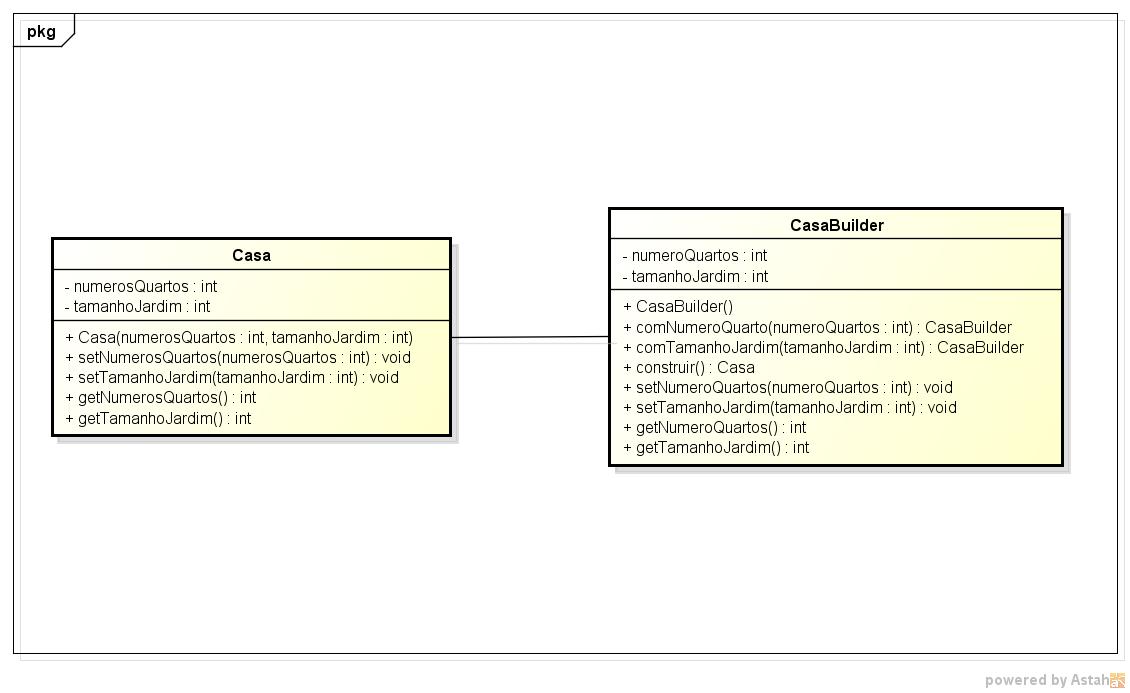 pkg
Casa
- numerosQuartos : int
- tamanhoJardim : int
+ Casa(numerosQuartos : int, tamanhoJardim : int)
+ setNumerosQuartos(numerosQuartos : int) : void
+ setTamanhoJardim(tamanhoJardim : int) : void
+ getNumerosQuartos() : int
+ getTamanhoJardim() : int
CasaBuilder
- numeroQuartos : int
- tamanhoJardim : int
+ CasaBuilder()
+ comNumeroQuarto(numeroQuartos : int) : CasaBuilder
+ comTamanhoJardim(tamanhoJardim : int) : CasaBuilder
+ construir() : Casa
+ setNumeroQuartos(numeroQuartos : int) : void
+ setTamanhoJardim(tamanhoJardim : int) : void
+ getNumeroQuartos() : int
+ getTamanhoJardim() : int
powered by Astah